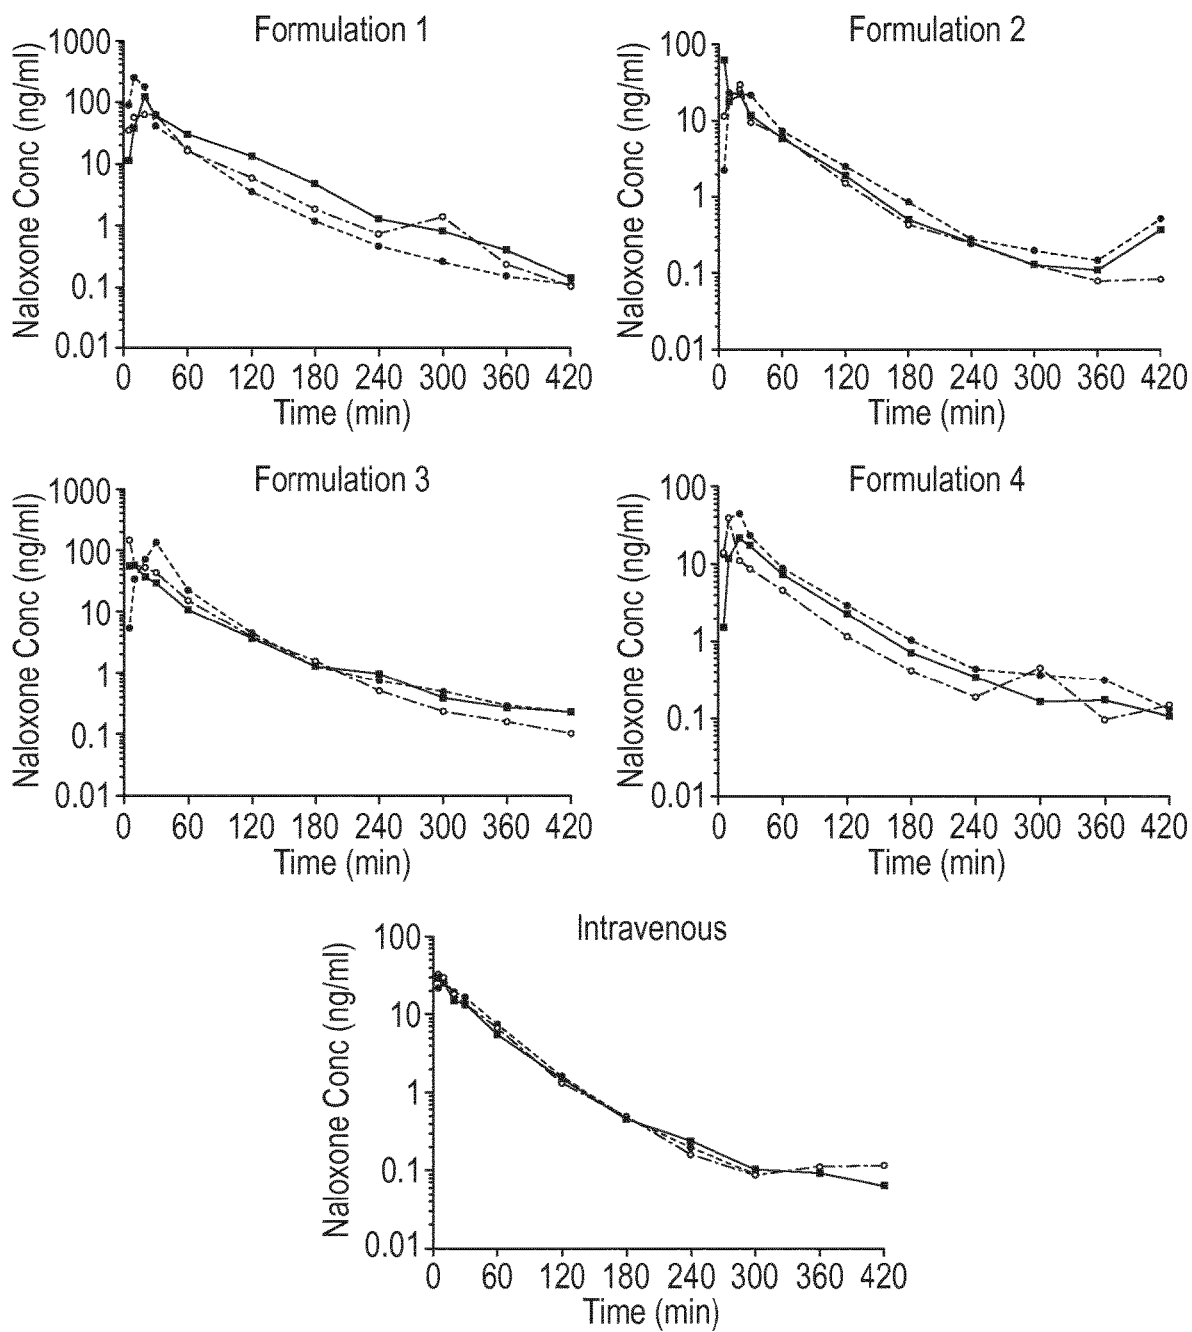 Formulation 1
Naloxone Conc (ng/ml)
1000
100
10
1
0.1
0.01
0 60 120 180 240 300 360 420
Time (min)
Formulation 2
Naloxone Conc (ng/ml)
100
10
1
0.1
0.01
0 60 120 180 240 300 360 420
Time (min)
Formulation 3
Naloxone Conc (ng/ml)
1000
100
10
1
0.1
0.01
0 60 120 180 240 300 360 420
Time (min)
Formulation 4
Naloxone Conc (ng/ml)
100
10
1
0.1
0.01
0 60 120 180 240 300 360 420
Time (min)
Intravenous
Naloxone Conc (ng/ml)
100
10
1
0.1
0.01
0 60 120 180 240 300 360 420
Time (min)